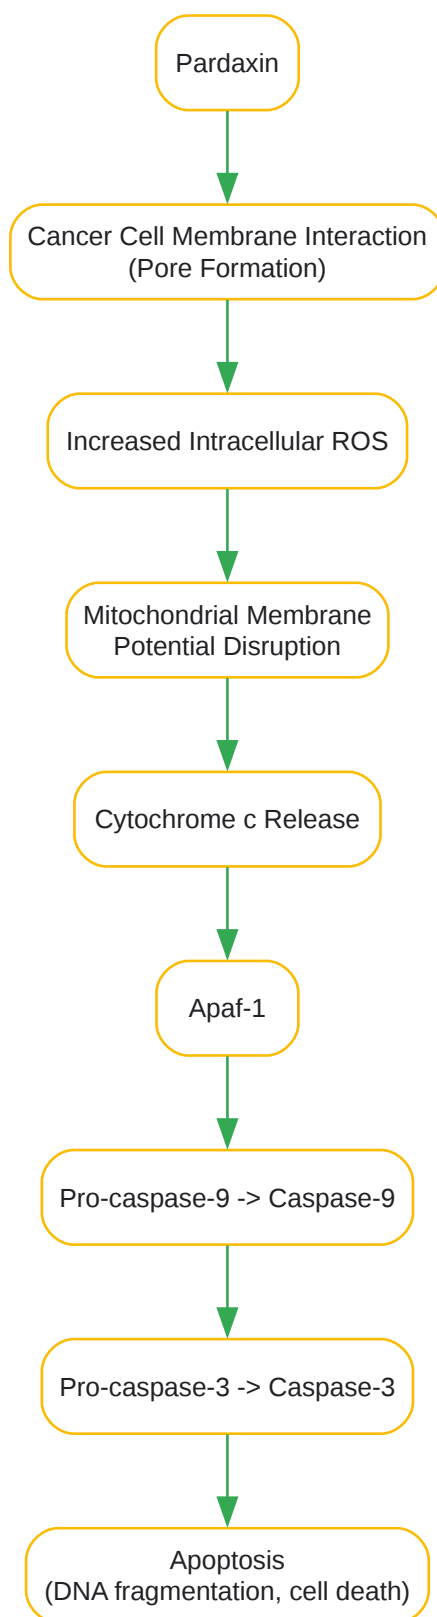 Pardaxin
Cancer Cell Membrane Interaction
(Pore Formation)
Increased Intracellular ROS
Mitochondrial Membrane
Potential Disruption
Cytochrome c Release
Apaf-1
Pro-caspase-9 -> Caspase-9
Pro-caspase-3 -> Caspase-3
Apoptosis
(DNA fragmentation, cell death)